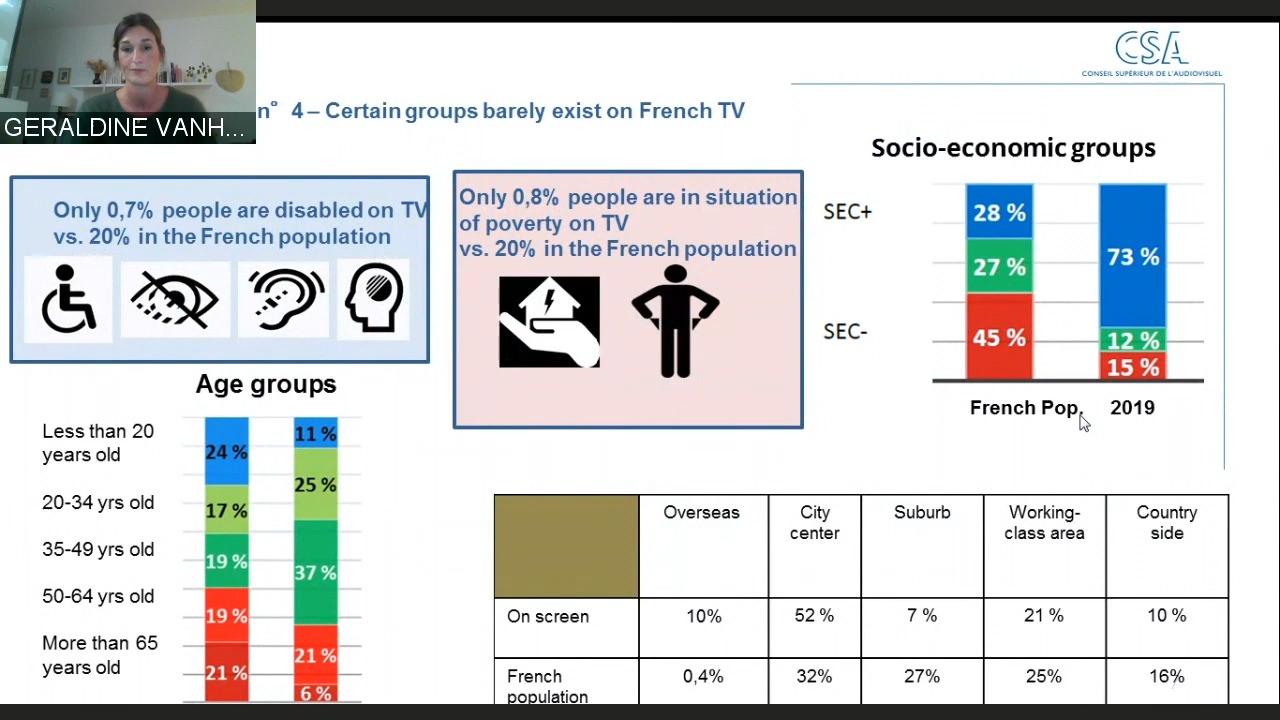 GERALDINE VANH...
CSA
CONSEIL SUPÉRIEUR DE L'AUDIOVISUEL
n° 4 – Certain groups barely exist on French TV
Only 0,7% people are disabled on TV
vs. 20% in the French population
Only 0,8% people are in situation
of poverty on TV
vs. 20% in the French population
Socio-economic groups
SEC+
SEC-
28 %
27 %
45 %
73 %
12 %
15 %
French Pop.
2019
Age groups
Less than 20
years old
20-34 yrs old
35-49 yrs old
50-64 yrs old
More than 65
years old
24 %
17 %
19 %
19 %
21 %
11 %
25 %
37 %
21 %
6 %
Overseas
City
center
Suburb
Working-
class area
Country
side
On screen
10%
52 %
7 %
21 %
10 %
French
population
0,4%
32%
27%
25%
16%